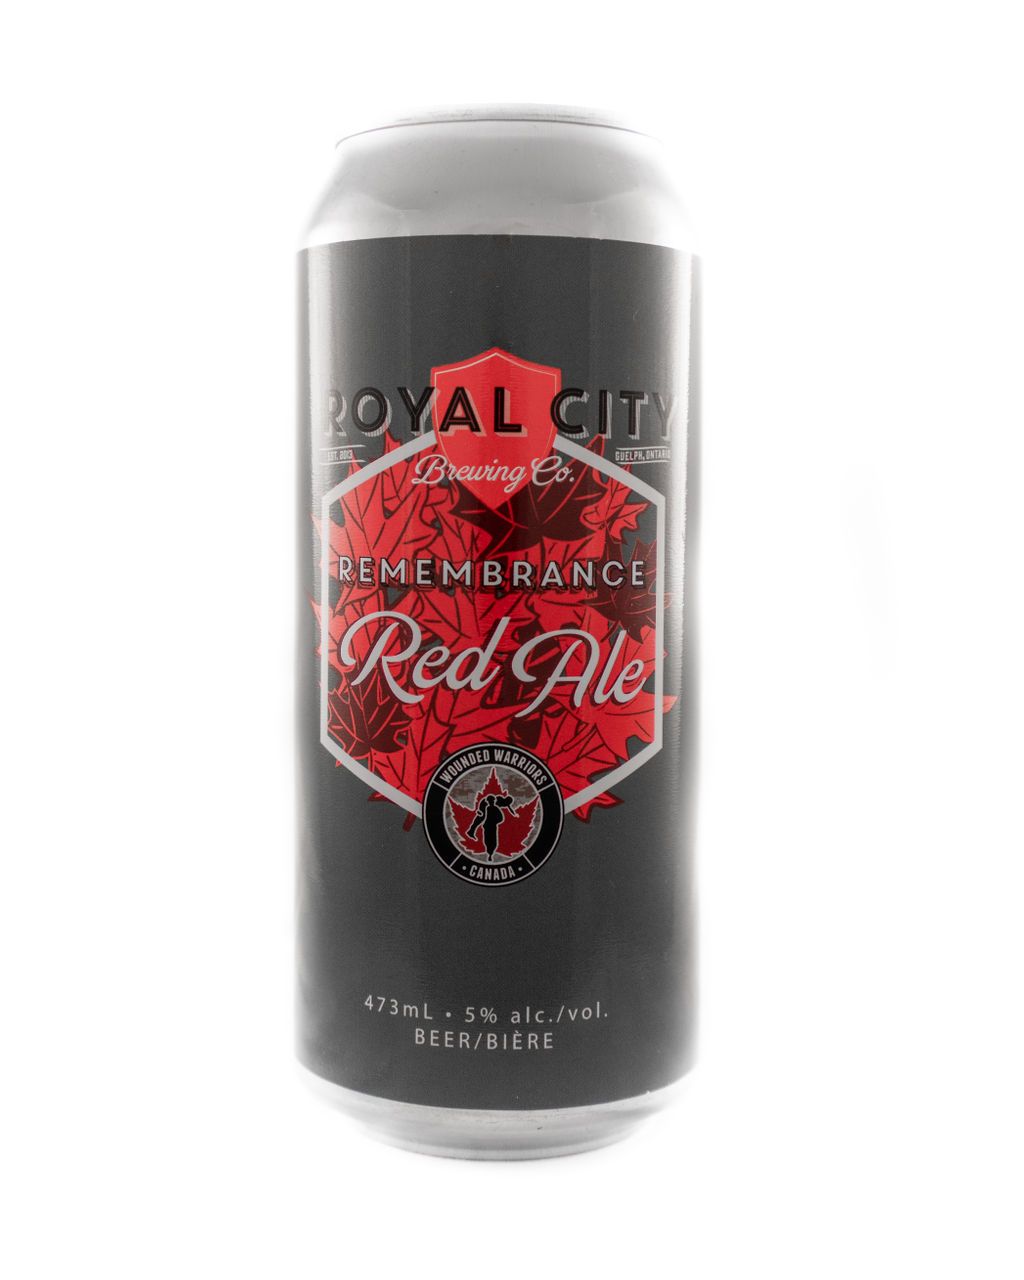 ROYAL CITY
EST. 2013
GUELPH, ONTARIO
Brewing Co.
REMEMBRANCE
Red Ale
WOUNDED WARRIORS
• CANADA •
473mL • 5% alc./vol.
BEER/BIÈRE